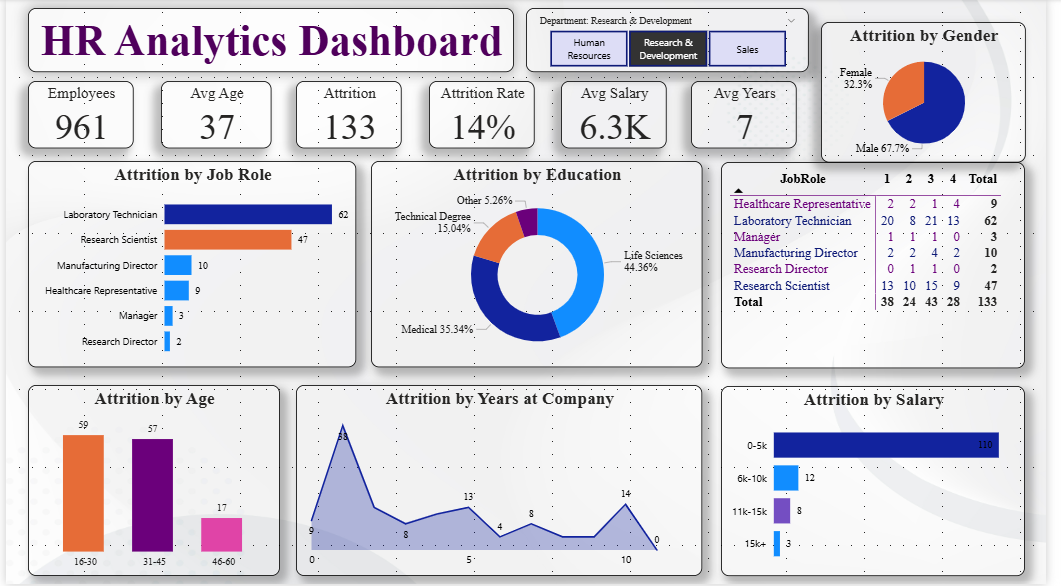 HR Analytics Dashboard
Department: Research & Development
Human
Resources
Research &
Development
Sales
Attrition by Gender
Female
32.3%
Male 67.7%
Employees
961
Avg Age
37
Attrition
133
Attrition Rate
14%
Avg Salary
6.3K
Avg Years
7
Attrition by Job Role
Laboratory Technician 62
Research Scientist 47
Manufacturing Director 10
Healthcare Representative 9
Manager 3
Research Director 2
Attrition by Education
Other 5.26%
Technical Degree
15.04%
Life Sciences
44.36%
Medical 35.34%
JobRole 1 2 3 4 Total
Healthcare Representative 2 2 1 4 9
Laboratory Technician 20 8 21 13 62
Manager 1 1 1 0 3
Manufacturing Director 2 2 4 2 10
Research Director 0 1 1 0 2
Research Scientist 13 10 15 9 47
Total 38 24 43 28 133
Attrition by Age
59
57
17
16-30 31-45 46-60
Attrition by Years at Company
38
9
8
13
4
8
14
0
0 5 10
Attrition by Salary
0-5k 110
6k-10k 12
11k-15k 8
15k+ 3